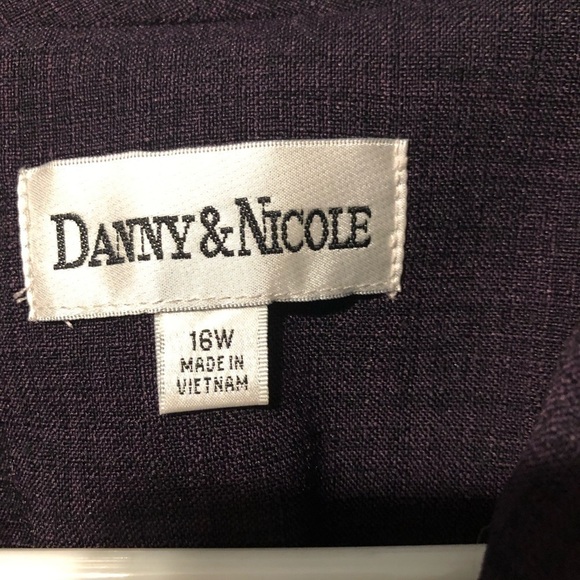 DANNY & NICOLE
16W
MADE IN
VIETNAM